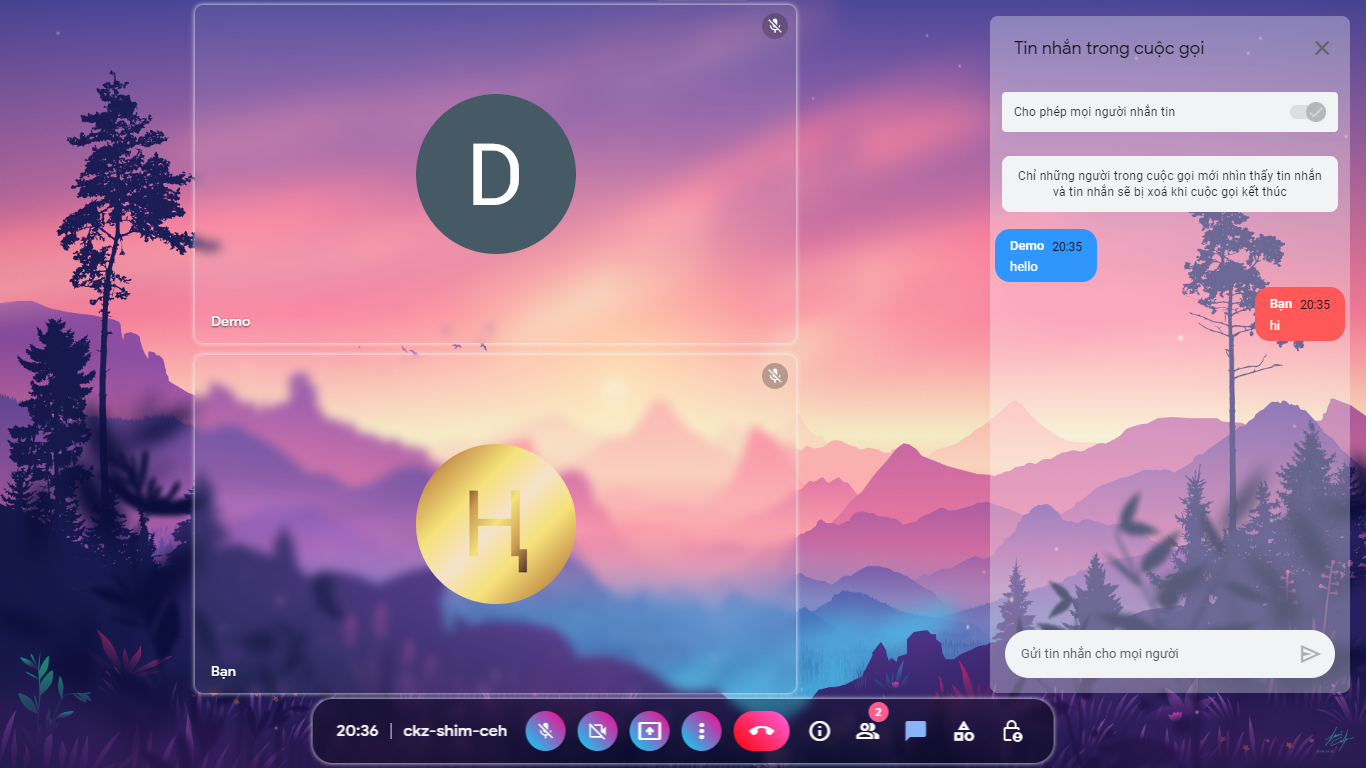 D
Demo
Bạn
Tin nhắn trong cuộc gọi
Cho phép mọi người nhắn tin
Chỉ những người trong cuộc gọi mới nhìn thấy tin nhắn
và tin nhắn sẽ bị xoá khi cuộc gọi kết thúc
Demo 20:35
hello
Bạn 20:35
hi
Gửi tin nhắn cho mọi người
20:36 | ckz-shim-ceh
2